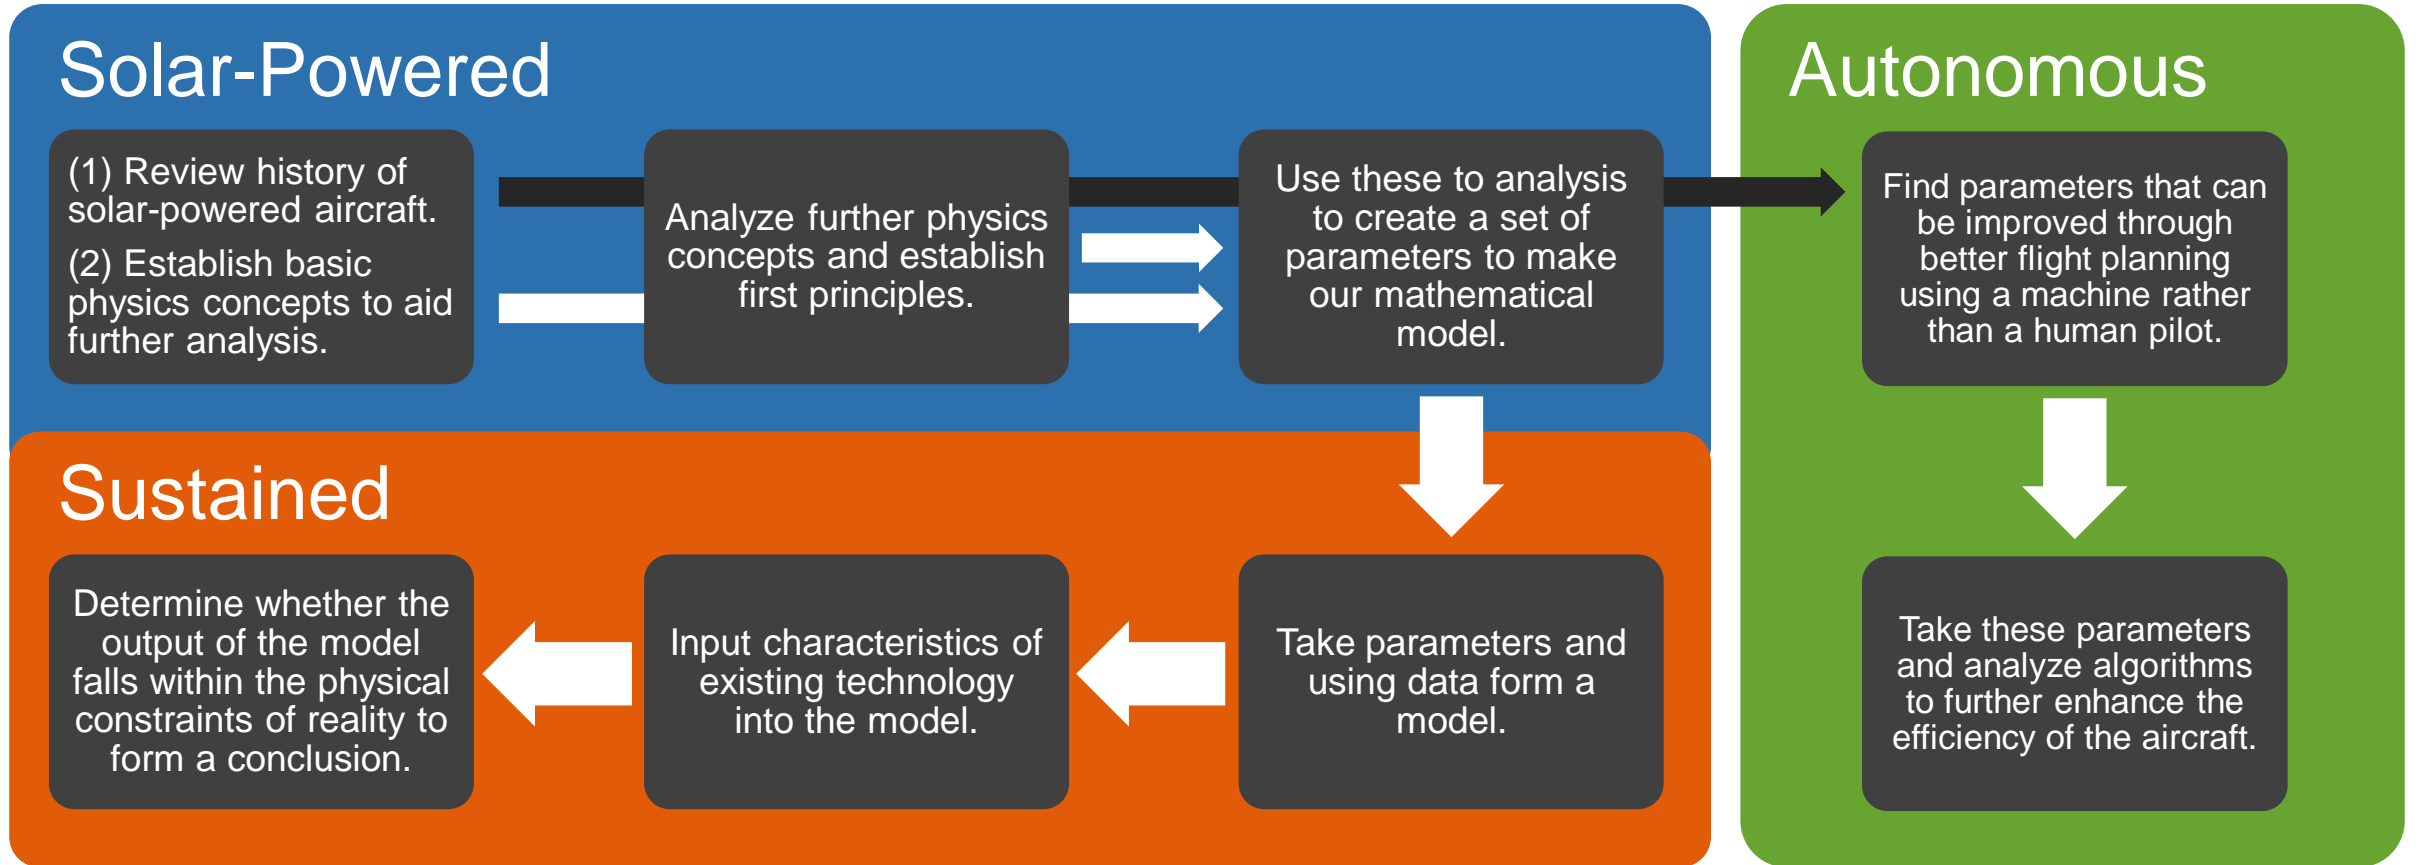 Solar-Powered
(1) Review history of
solar-powered aircraft.
(2) Establish basic
physics concepts to aid
further analysis.
Analyze further physics
concepts and establish
first principles.
Use these to analysis
to create a set of
parameters to make
our mathematical
model.
Autonomous
Find parameters that can
be improved through
better flight planning
using a machine rather
than a human pilot.
Take these parameters
and analyze algorithms
to further enhance the
efficiency of the aircraft.
Sustained
Determine whether the
output of the model
falls within the physical
constraints of reality to
form a conclusion.
Input characteristics of
existing technology
into the model.
Take parameters and
using data form a
model.